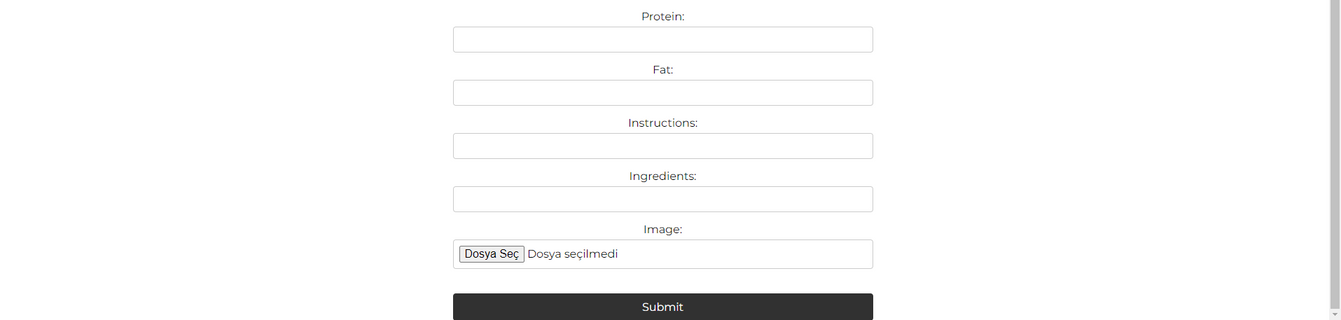 Protein:
Fat:
Instructions:
Ingredients:
Image:
Dosya Seç Dosya seçilmedi
Submit